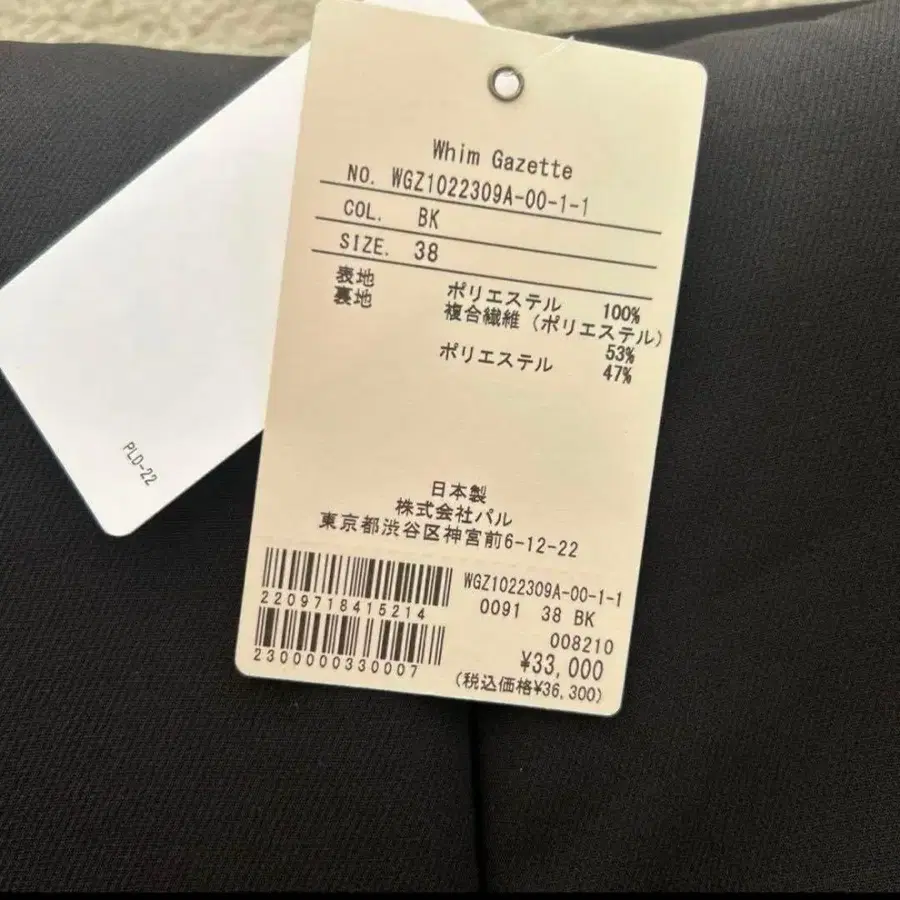 Whim Gazette
NO. WGZ1022309A-00-1-1
COL. BK
SIZE. 38
表地 ポリエステル 100%
裏地 複合繊維(ポリエステル)
53%
ポリエステル 47%
日本製
株式会社パル
東京都渋谷区神宮前6-12-22
WGZ1022309A-00-1-1
2209718415214
0091 38 BK
008210
2300000330007
¥33,000
(税込価格¥36,300)
PLD-22